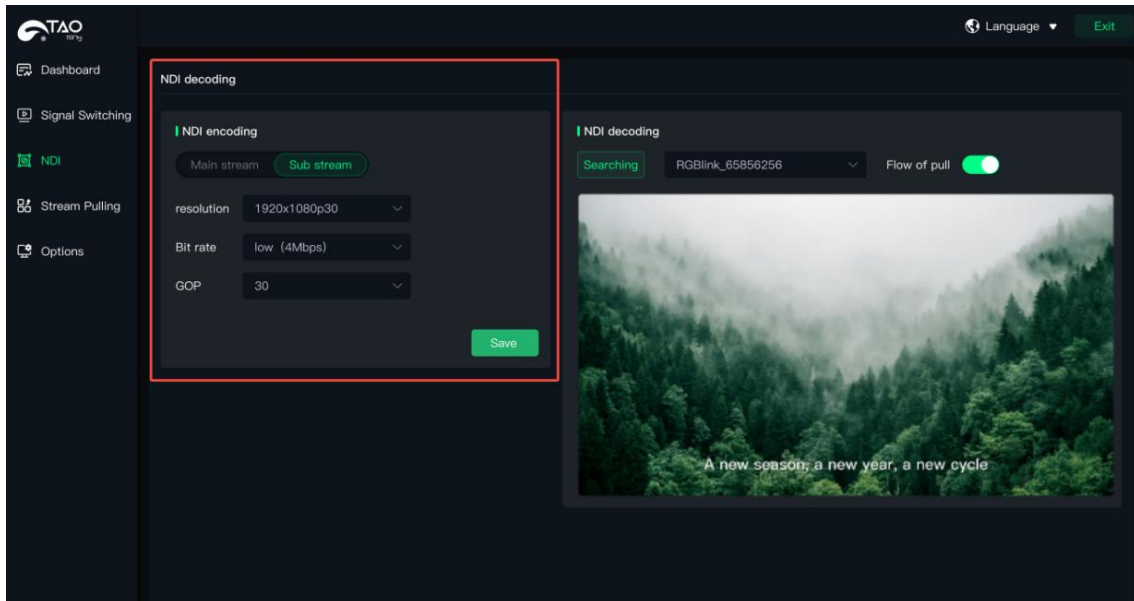 TAO
Language
Exit
Dashboard
Signal Switching
NDI
Stream Pulling
Options
NDI decoding
NDI encoding
Main stream Sub stream
resolution 1920x1080p30
Bit rate low (4Mbps)
GOP 30
Save
NDI decoding
Searching RGBlink_65856256 Flow of pull
A new season, a new year, a new cycle